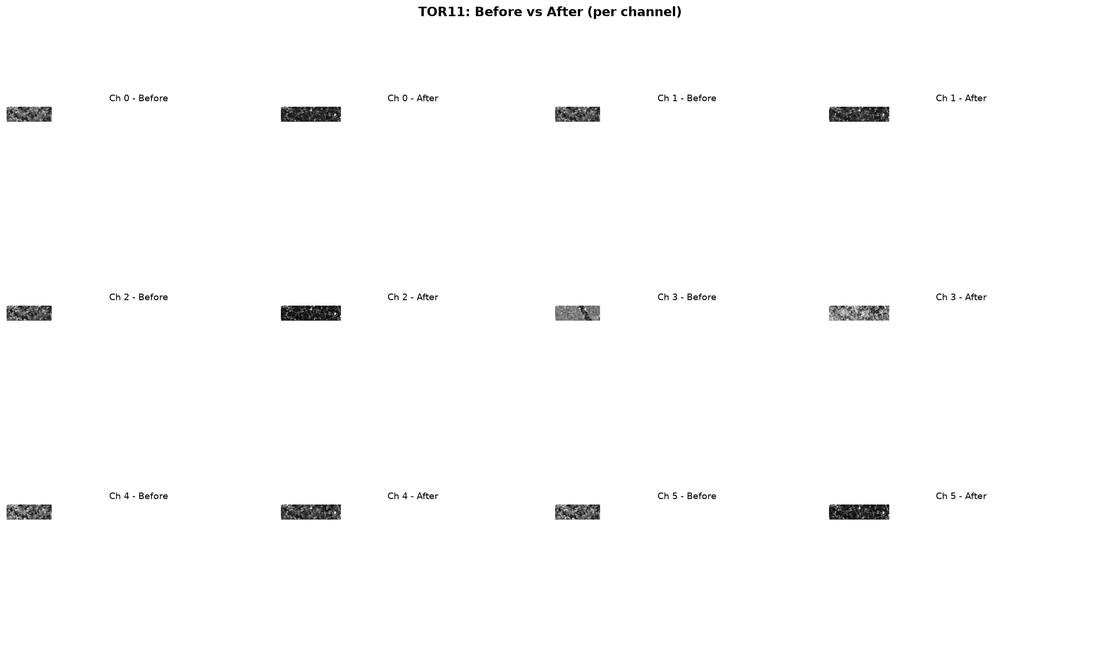 TOR11: Before vs After (per channel)
Ch 0 - Before
Ch 0 - After
Ch 1 - Before
Ch 1 - After
Ch 2 - Before
Ch 2 - After
Ch 3 - Before
Ch 3 - After
Ch 4 - Before
Ch 4 - After
Ch 5 - Before
Ch 5 - After